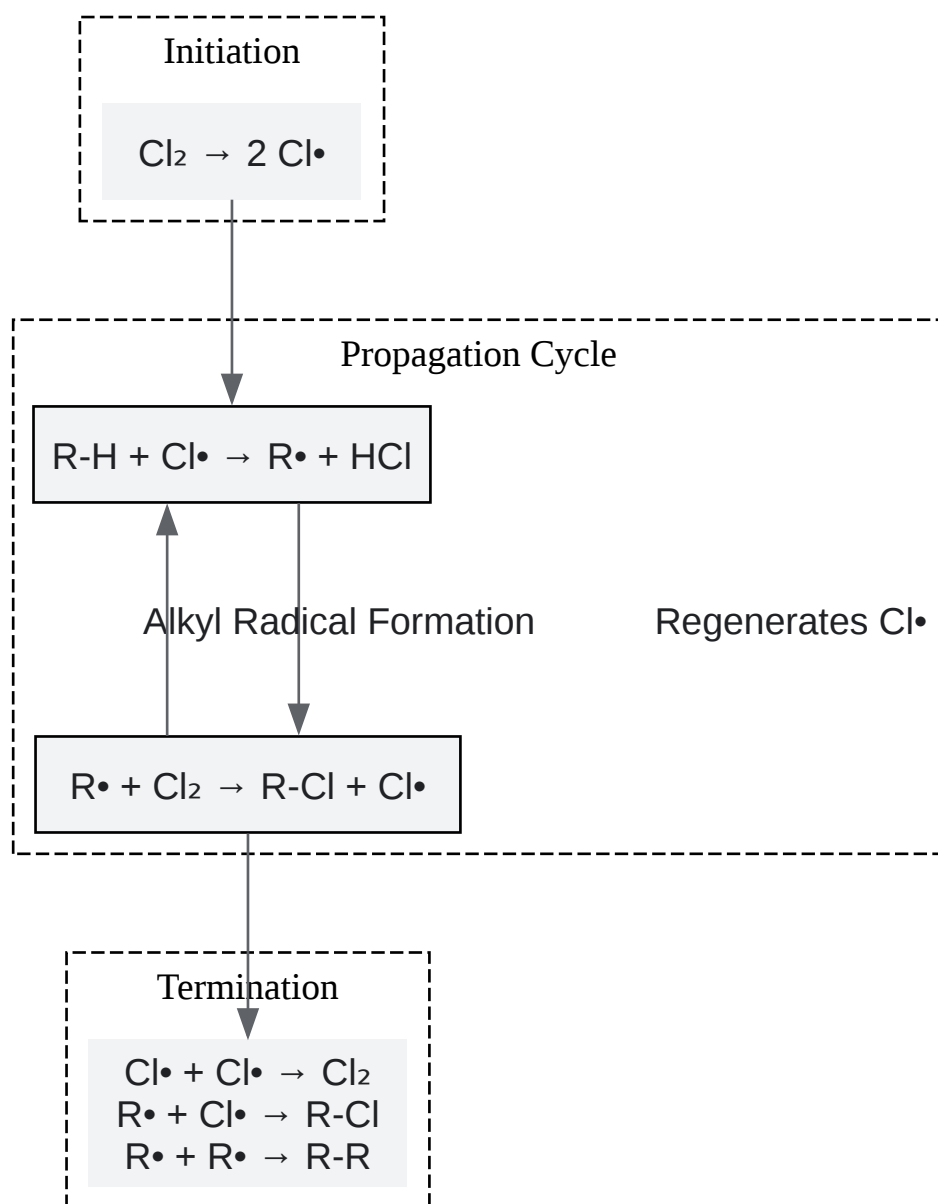 Initiation
Cl₂ → 2 Cl•
Propagation Cycle
R-H + Cl• → R• + HCl
Alkyl Radical Formation
Regenerates Cl•
R• + Cl₂ → R-Cl + Cl•
Termination
Cl• + Cl• → Cl₂
R• + Cl• → R-Cl
R• + R• → R-R